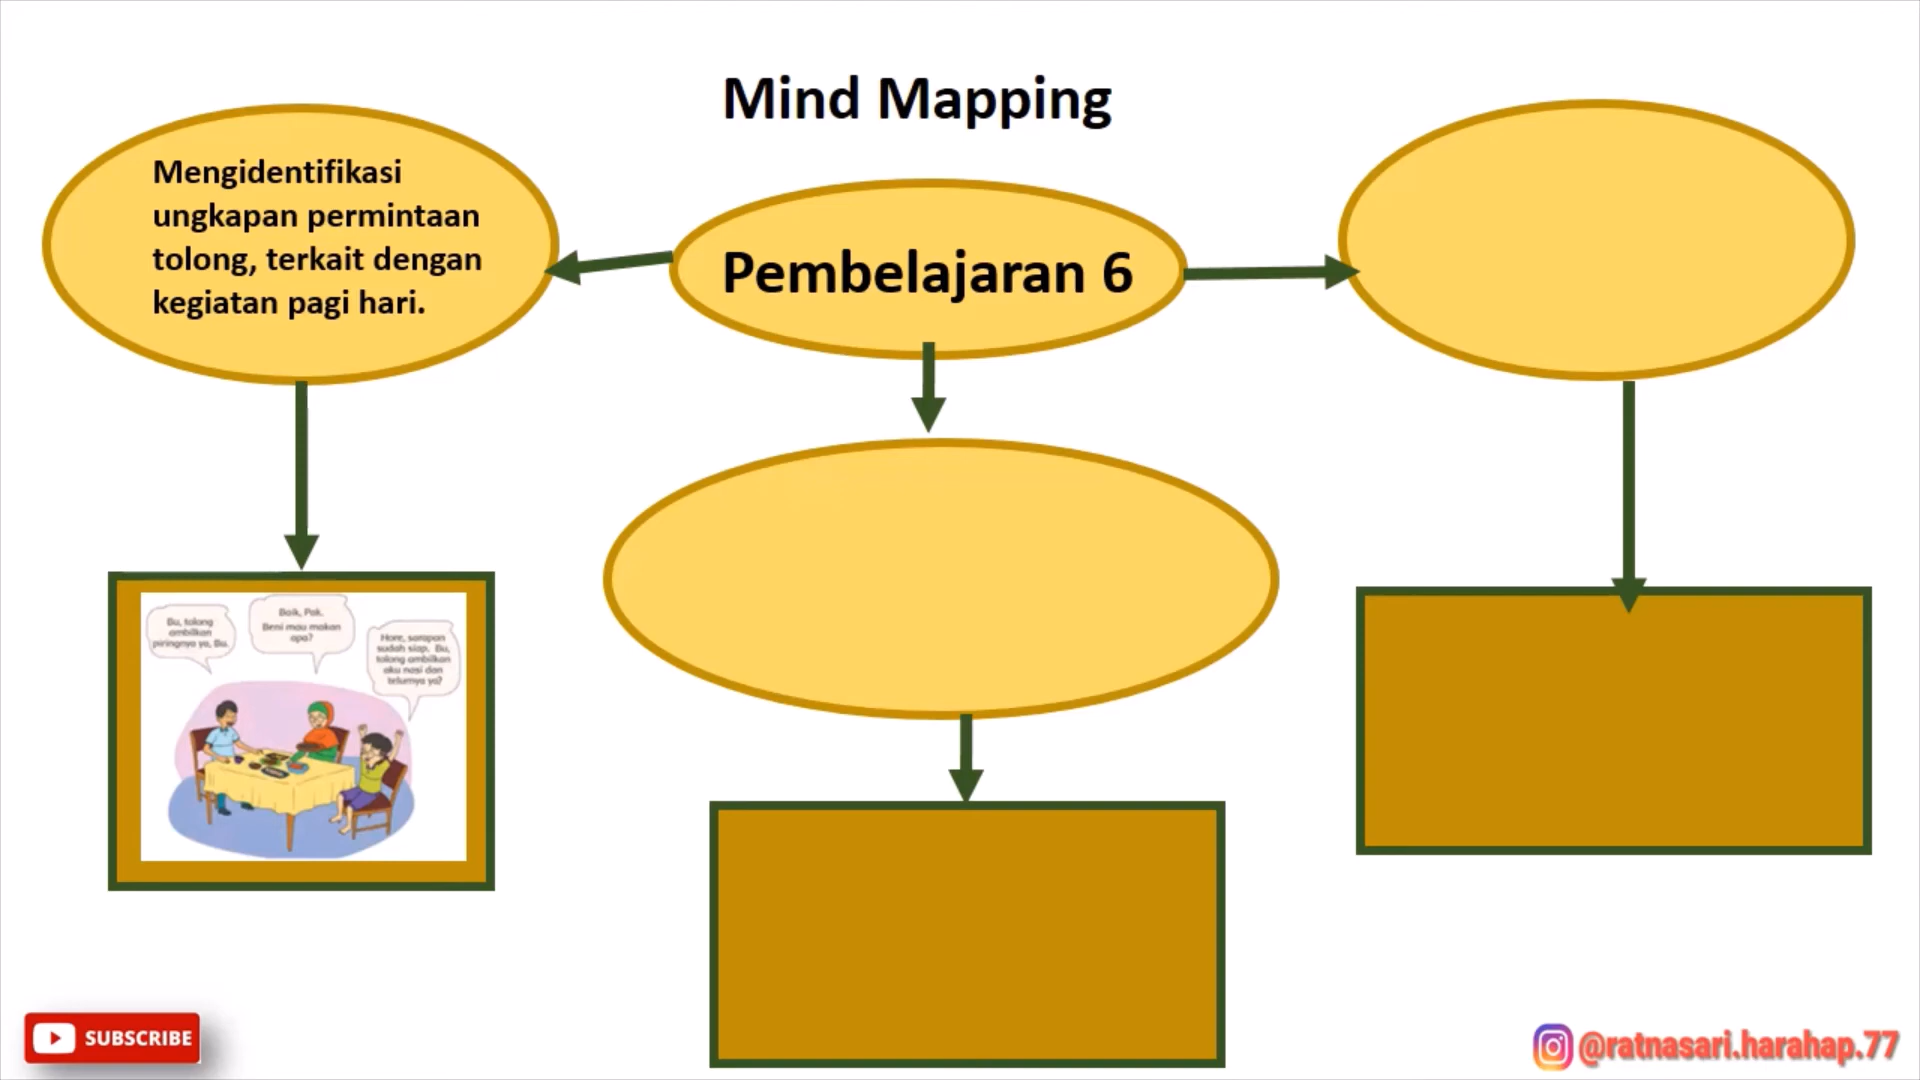 Mind Mapping
Mengidentifikasi
ungkapan permintaan
tolong, terkait dengan
kegiatan pagi hari.
Pembelajaran 6
Bu, tolong
ambilkan
piringnya ya, Bu.
Baik, Pak.
Beni mau makan
apa?
Hore, sarapan
sudah siap. Bu,
tolong ambilkan
aku nasi dan
telurnya ya?
SUBSCRIBE
@ratnasari.harahap.77